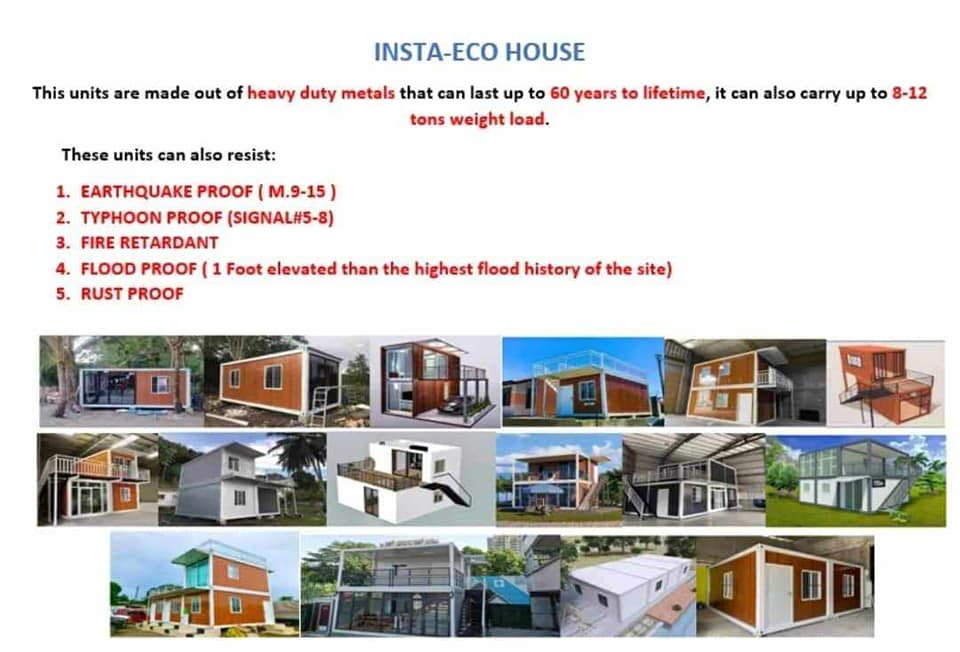 INSTA-ECO HOUSE
This units are made out of heavy duty metals that can last up to 60 years to lifetime, it can also carry up to 8-12
tons weight load.
These units can also resist:
1. EARTHQUAKE PROOF ( M.9-15 )
2. TYPHOON PROOF (SIGNAL#5-8)
3. FIRE RETARDANT
4. FLOOD PROOF ( 1 Foot elevated than the highest flood history of the site)
5. RUST PROOF